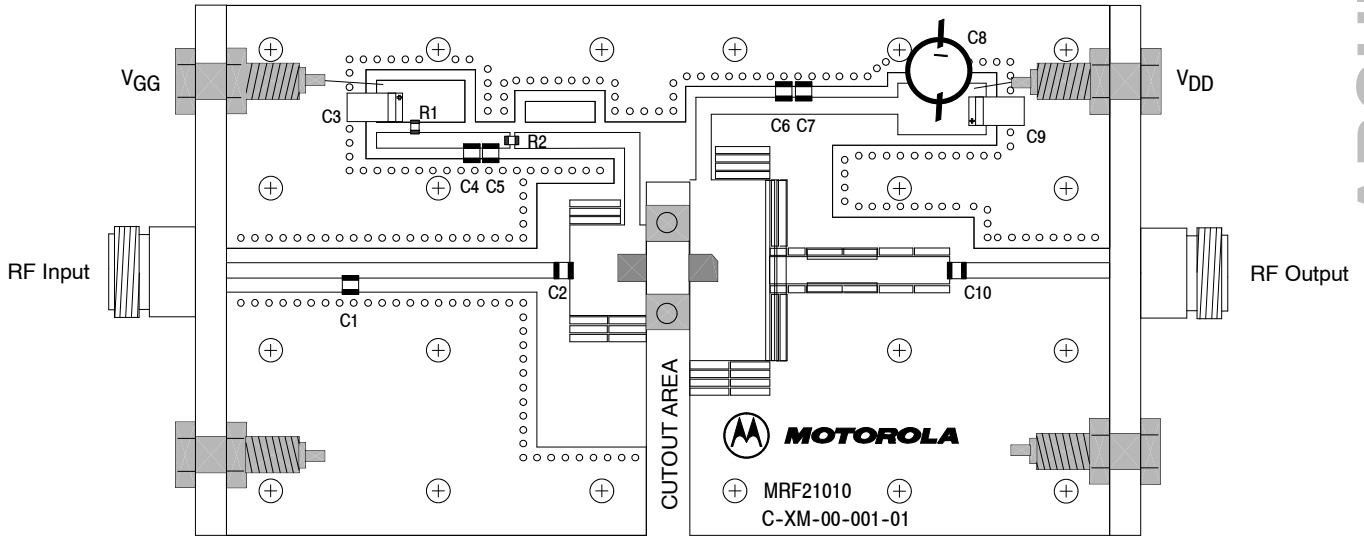 C8
VGG
VDD
C3
R1
C6 C7
C9
R2
C4 C5
RF Input
C2
C10
RF Output
C1
CUTOUT AREA
MOTOROLA
MRF21010
C-XM-00-001-01